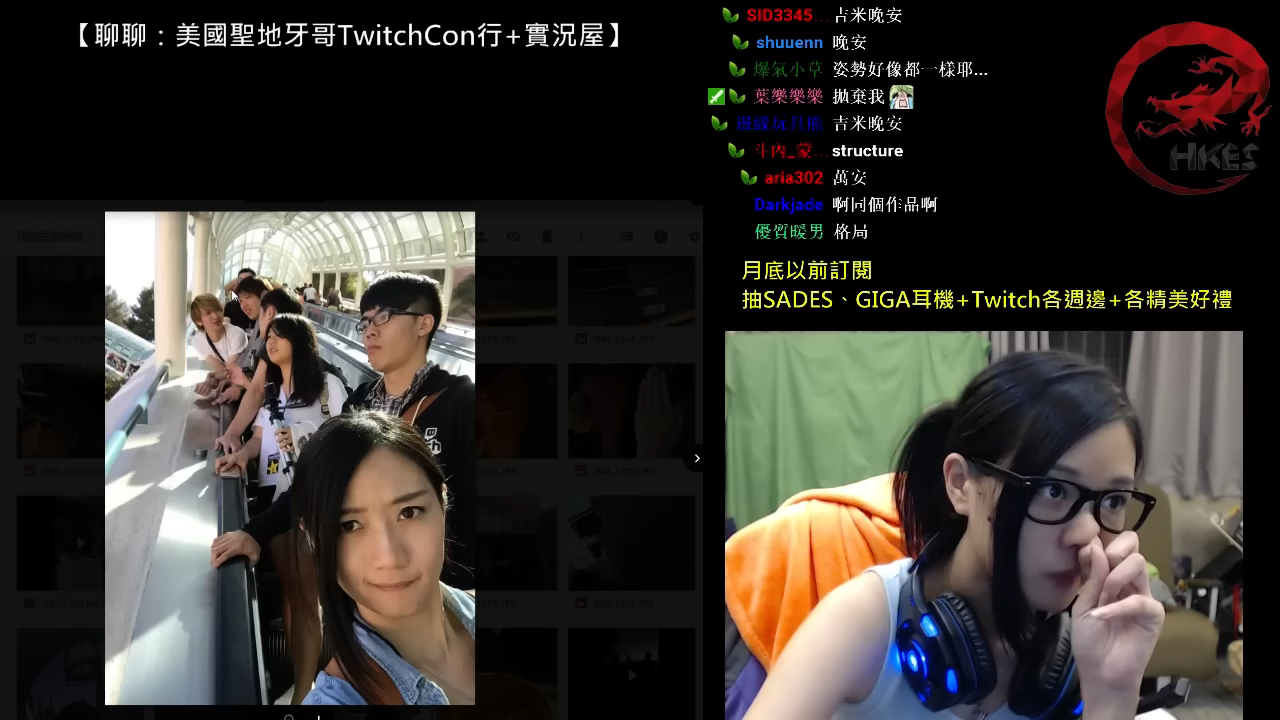 【聊聊：美國聖地牙哥TwitchCon行+實況屋】
SID3345... 吉米晚安
shuuenn 晚安
爆氣小草 姿勢好像都一樣耶...
葉樂樂樂 拋棄我
邊緣玩具熊 吉米晚安
斗內_蒙... structure
aria302 萬安
Darkjade 啊同個作品啊
優質暖男 格局
HKES
月底以前訂閱
抽SADES、GIGA耳機+Twitch各週邊+各精美好禮